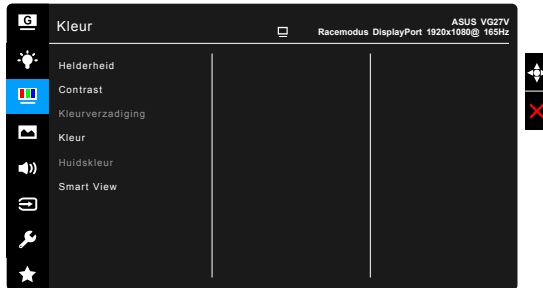 G
Kleur
ASUS VG27V
Racemodus DisplayPort 1920x1080@ 165Hz
Helderheid
Contrast
Kleurverzadiging
Kleur
Huidskleur
Smart View